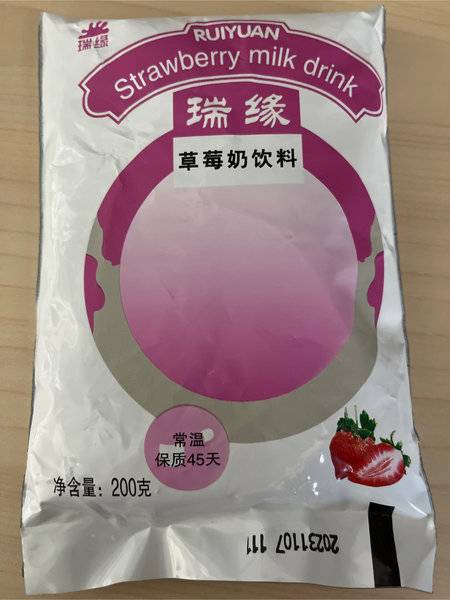 瑞缘
RUIYUAN
Strawberry milk drink
瑞缘
草莓奶饮料
常温
保质45天
净含量：200克
20231107 111